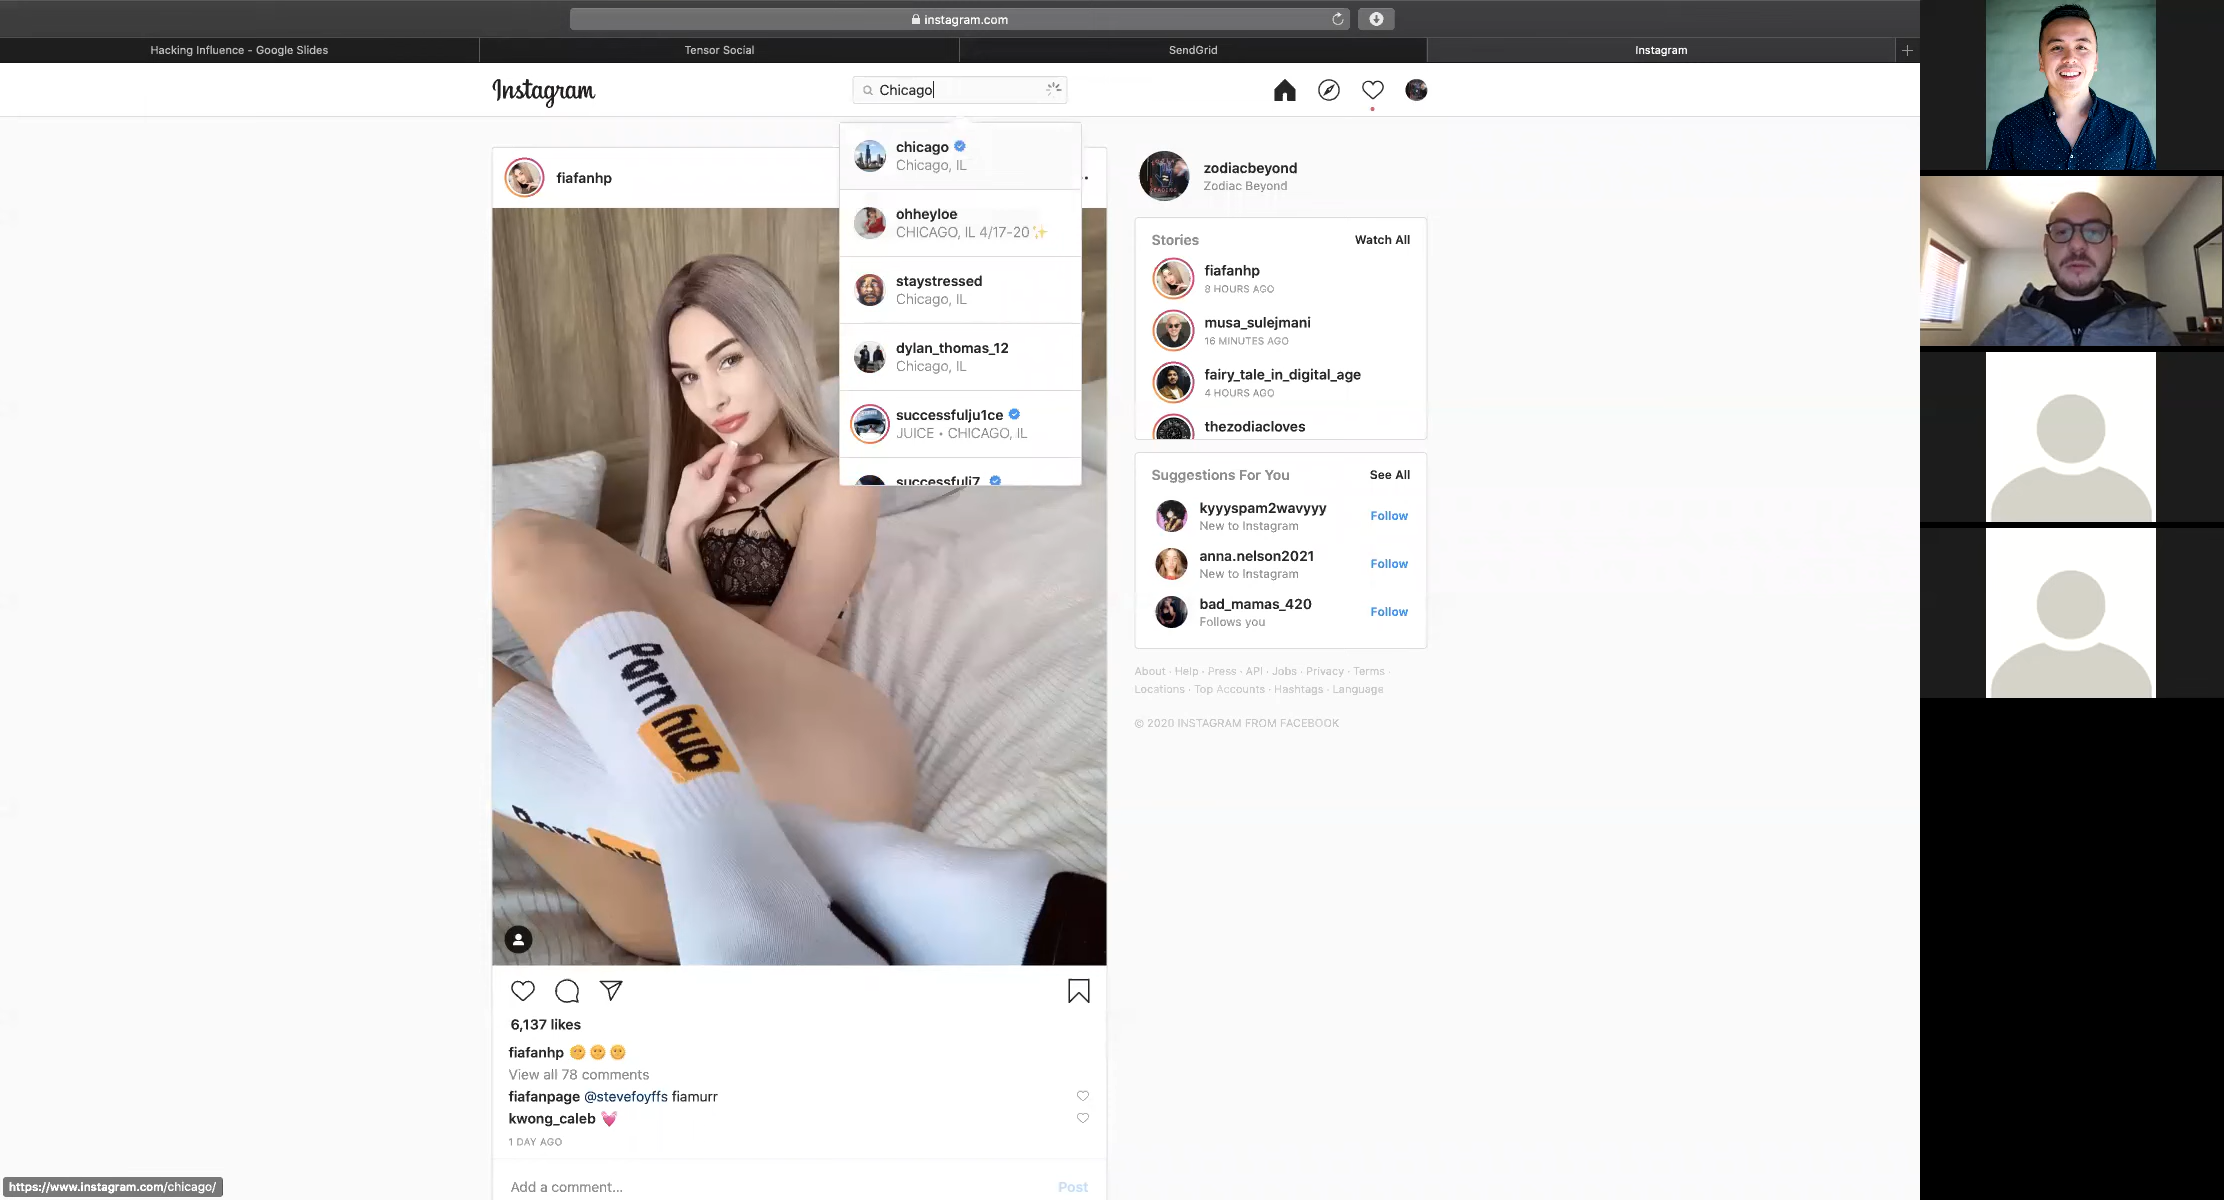 instagram.com
Hacking Influence - Google Slides
Tensor Social
SendGrid
Instagram
Instagram
Chicago
chicago
Chicago, IL
ohheyloe
CHICAGO, IL 4/17-20✨
staystressed
Chicago, IL
dylan_thomas_12
Chicago, IL
successfulju1ce
JUICE • CHICAGO, IL
successfulj7
fiafanhp
Porn hub
Porn hub
6,137 likes
fiafanhp
View all 78 comments
fiafanpage @stevefoyffs fiamurr
kwong_caleb 💓
1 DAY AGO
Add a comment...
Post
zodiacbeyond
Zodiac Beyond
Stories
Watch All
fiafanhp
8 HOURS AGO
musa_sulejmani
16 MINUTES AGO
fairy_tale_in_digital_age
4 HOURS AGO
thezodiacloves
Suggestions For You
See All
kyyyspam2wavyyy
New to Instagram
Follow
anna.nelson2021
New to Instagram
Follow
bad_mamas_420
Follows you
Follow
About · Help · Press · API · Jobs · Privacy · Terms ·
Locations · Top Accounts · Hashtags · Language
© 2020 INSTAGRAM FROM FACEBOOK
https://www.instagram.com/chicago/